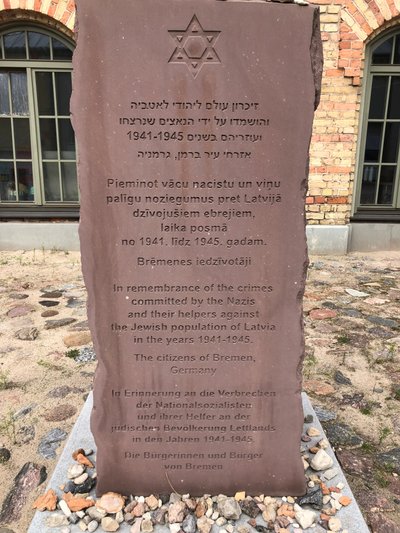 זיכרון עולם ליהודי לאטביה
והושמדו על ידי הנאצים שנרצחו
ועוזריהם בשנים 1941-1945
אזרחי עיר ברמן, גרמניה
Pieminot vācu nacistu un viņu
palīgu noziegumus pret Latvijā
dzīvojušiem ebrejiem,
laika posmā
no 1941. līdz 1945. gadam.
Brēmenes iedzīvotāji
In remembrance of the crimes
committed by the Nazis
and their helpers against
the Jewish population of Latvia
in the years 1941-1945.
The citizens of Bremen,
Germany
In Erinnerung an die Verbrechen
der Nationalsozialisten
und ihrer Helfer an der
jüdischen Bevölkerung Lettlands
in den Jahren 1941-1945
Die Bürgerinnen und Bürger
von Bremen